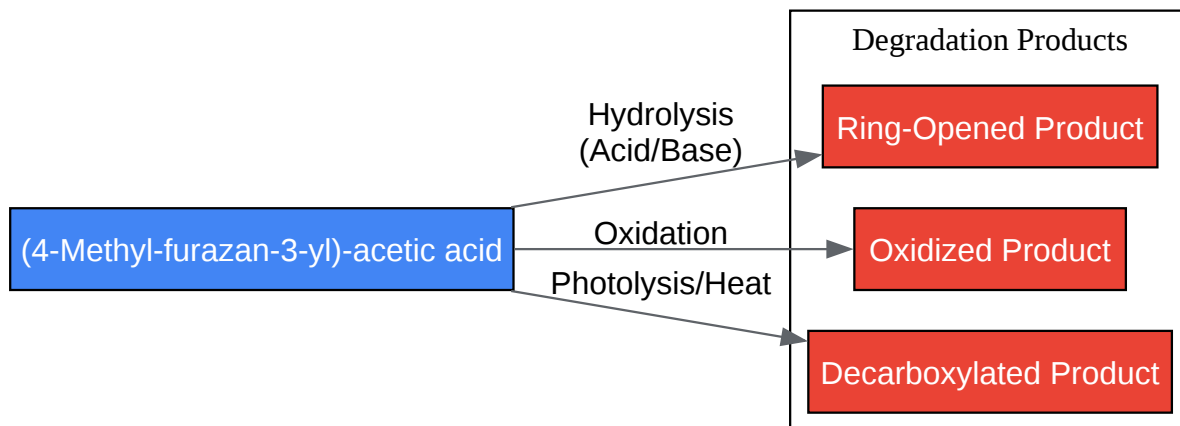 Degradation Products
Hydrolysis
(Acid/Base)
Ring-Opened Product
(4-Methyl-furazan-3-yl)-acetic acid
Oxidation
Oxidized Product
Photolysis/Heat
Decarboxylated Product